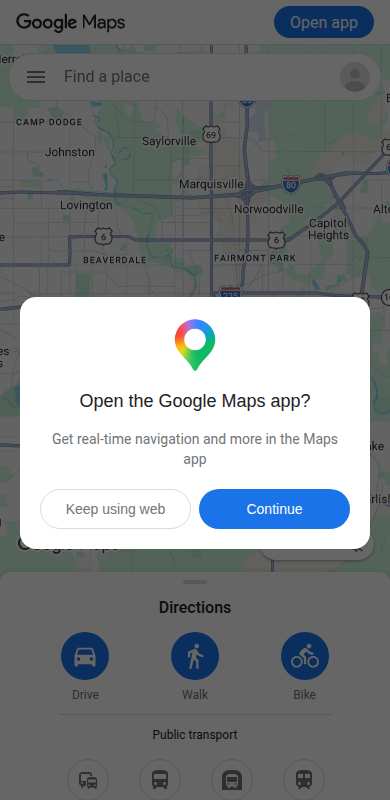 Google Maps
Open app
Find a place
CAMP DODGE
69
Saylorville
Johnston
Marquisville
80
Lovington
Norwoodville
Capitol
Heights
6
6
BEAVERDALE
FAIRMONT PARK
235
Open the Google Maps app?
Get real-time navigation and more in the Maps
app
Keep using web
Continue
Directions
Drive
Walk
Bike
Public transport